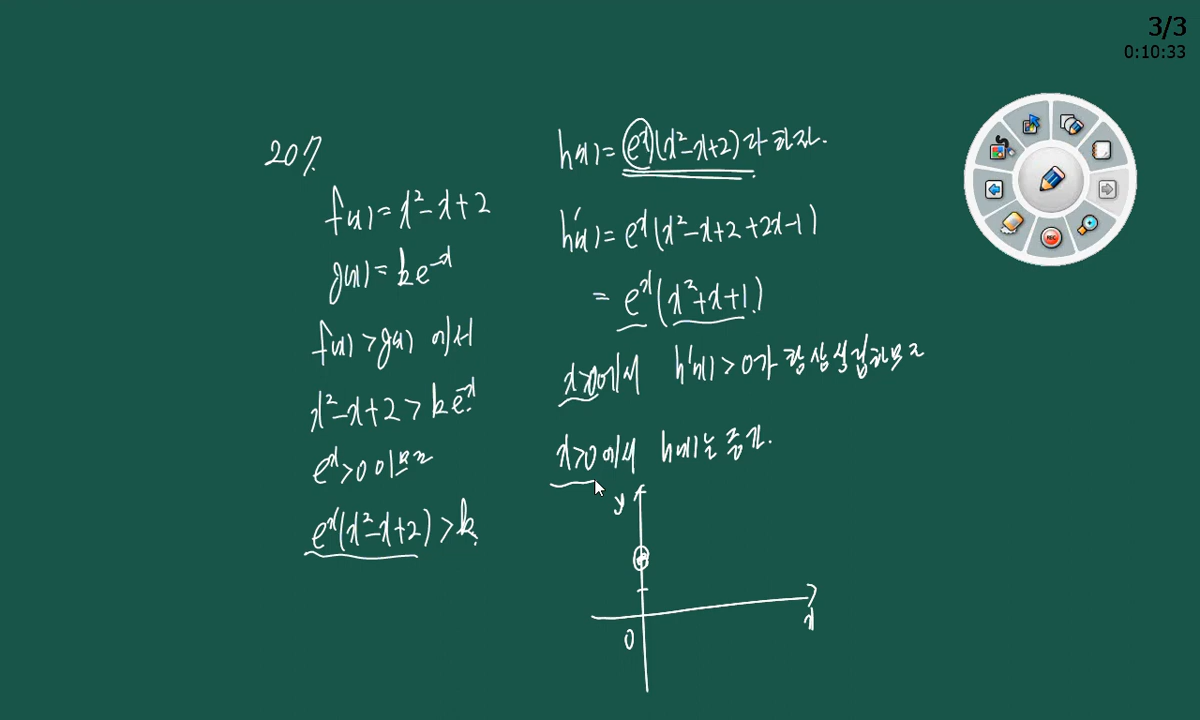 3/3
0:10:33
20%
f(x)=x²-x+2
g(x)=ke⁻ˣ
f(x)>g(x) 에서
x²-x+2>ke⁻ˣ
eˣ>0 이므로
eˣ(x²-x+2)>k
h(x)=eˣ(x²-x+2)라 하자.
h'(x)=eˣ(x²-x+2+2x-1)
=eˣ(x²+x+1)
x>0에서 h'(x)>0가 항상 성립하므로
x>0에서 h(x)는 증가.
y
0
x
REC